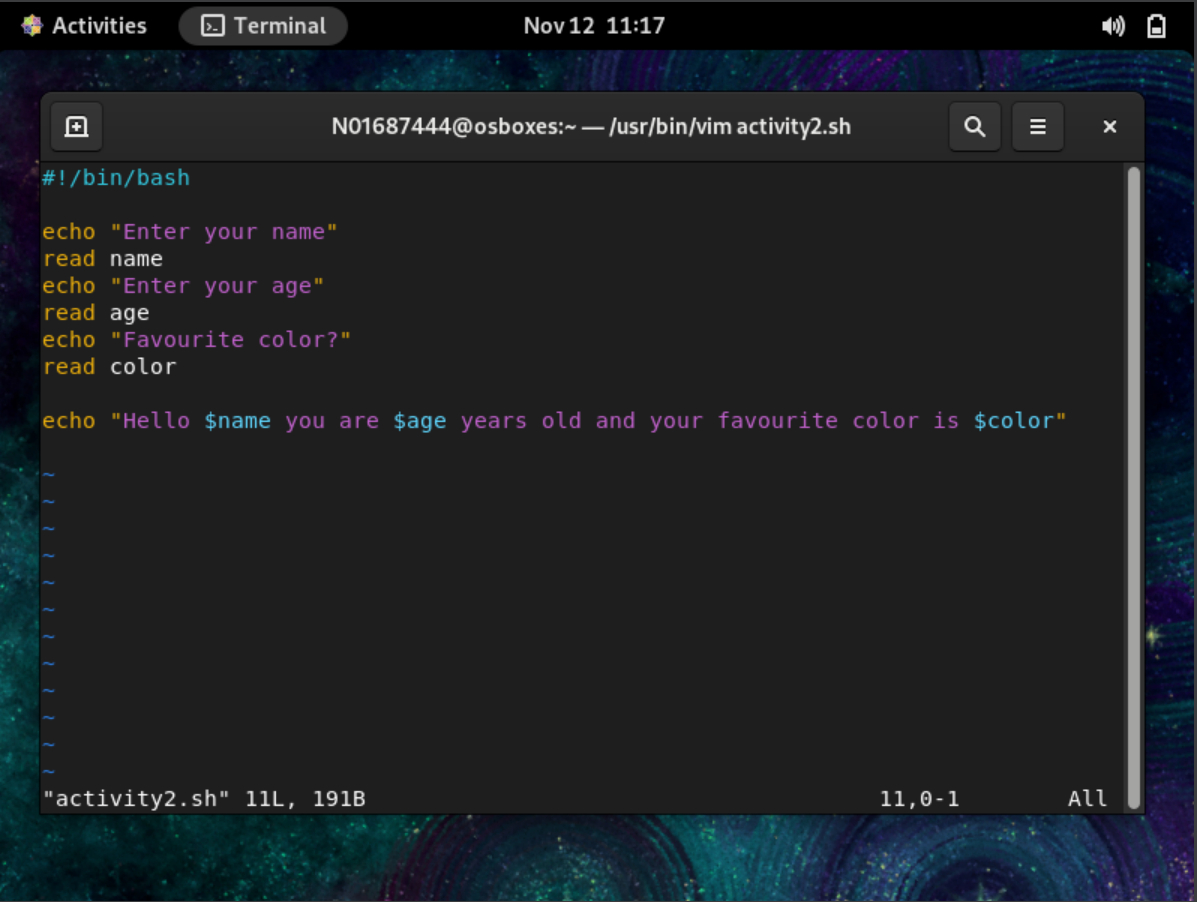 Activities Terminal Nov 12 11:17
N01687444@osboxes:~ — /usr/bin/vim activity2.sh
#!/bin/bash
echo "Enter your name"
read name
echo "Enter your age"
read age
echo "Favourite color?"
read color
echo "Hello $name you are $age years old and your favourite color is $color"
~
~
~
~
~
~
~
~
~
~
~
~
"activity2.sh" 11L, 191B 11,0-1 All